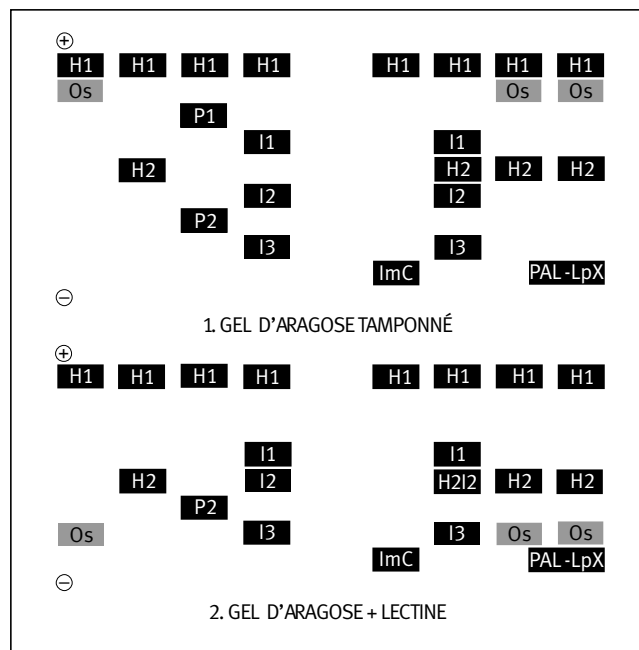 ⊕
H1 H1 H1 H1 H1 H1 H1 H1
Os Os Os
P1
I1 I1
H2 H2 H2 H2
I2 I2
P2
I3 I3
ImC PAL-LpX
⊖
1. GEL D'ARAGOSE TAMPONNÉ
⊕
H1 H1 H1 H1 H1 H1 H1 H1
I1 I1
H2 I2 H2I2 H2 H2
P2
Os I3 I3 Os Os
ImC PAL-LpX
⊖
2. GEL D'ARAGOSE + LECTINE